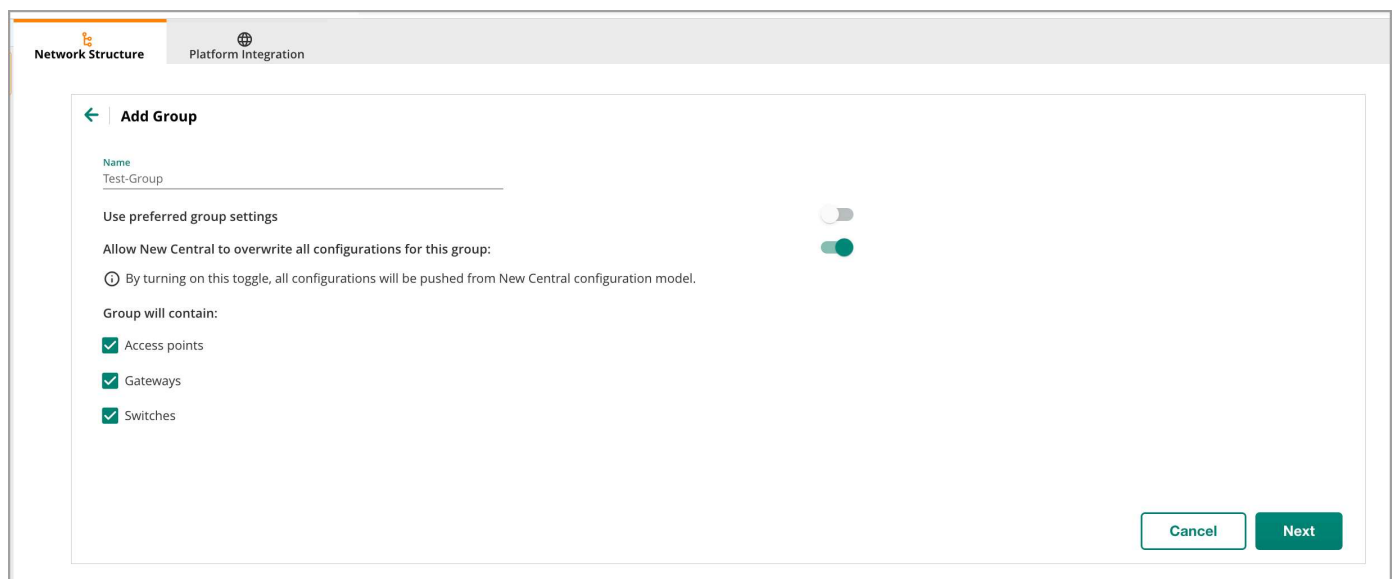 Network Structure
Platform Integration
Add Group
Name
Test-Group
Use preferred group settings
Allow New Central to overwrite all configurations for this group:
By turning on this toggle, all configurations will be pushed from New Central configuration model.
Group will contain:
Access points
Gateways
Switches
Cancel
Next